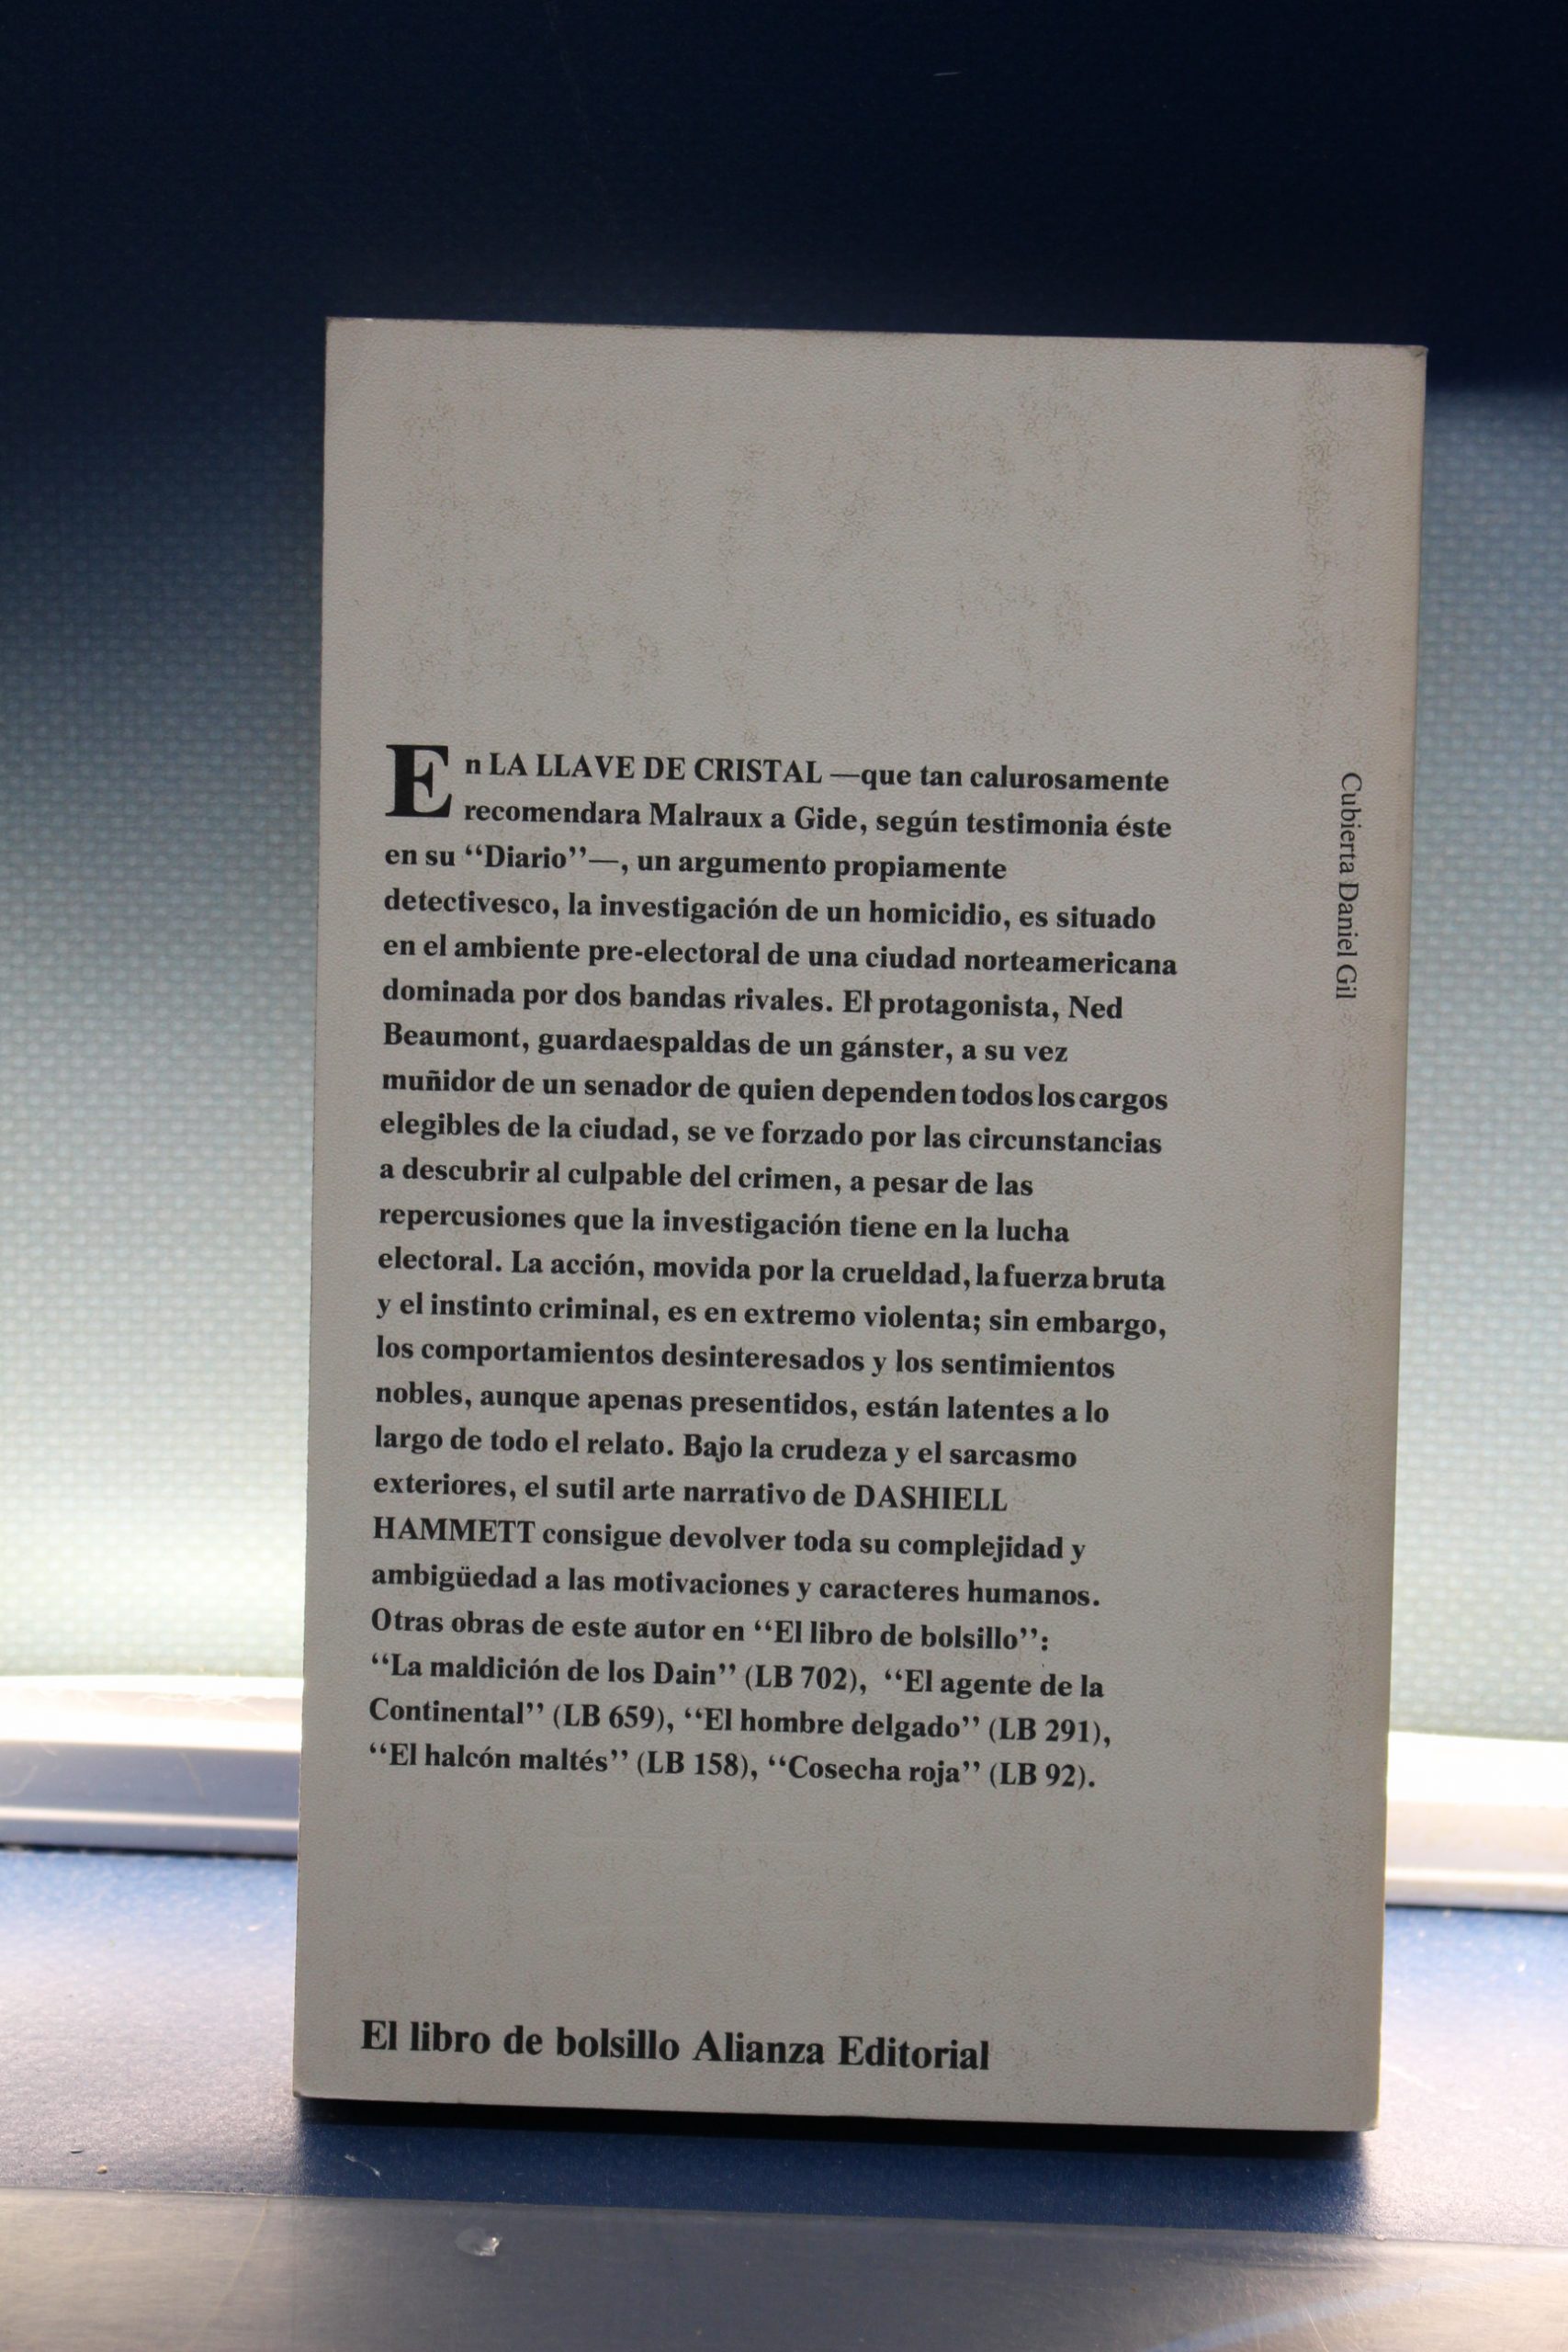 En LA LLAVE DE CRISTAL —que tan calurosamente
recomendara Malraux a Gide, según testimonia éste
en su “Diario”—, un argumento propiamente
detectivesco, la investigación de un homicidio, es situado
en el ambiente pre-electoral de una ciudad norteamericana
dominada por dos bandas rivales. El protagonista, Ned
Beaumont, guardaespaldas de un gánster, a su vez
muñidor de un senador de quien dependen todos los cargos
elegibles de la ciudad, se ve forzado por las circunstancias
a descubrir al culpable del crimen, a pesar de las
repercusiones que la investigación tiene en la lucha
electoral. La acción, movida por la crueldad, la fuerza bruta
y el instinto criminal, es en extremo violenta; sin embargo,
los comportamientos desinteresados y los sentimientos
nobles, aunque apenas presentidos, están latentes a lo
largo de todo el relato. Bajo la crudeza y el sarcasmo
exteriores, el sutil arte narrativo de DASHIELL
HAMMETT consigue devolver toda su complejidad y
ambigüedad a las motivaciones y caracteres humanos.
Otras obras de este autor en “El libro de bolsillo”:
“La maldición de los Dain” (LB 702), “El agente de la
Continental” (LB 659), “El hombre delgado” (LB 291),
“El halcón maltés” (LB 158), “Cosecha roja” (LB 92).
El libro de bolsillo Alianza Editorial
Cubierta Daniel Gil